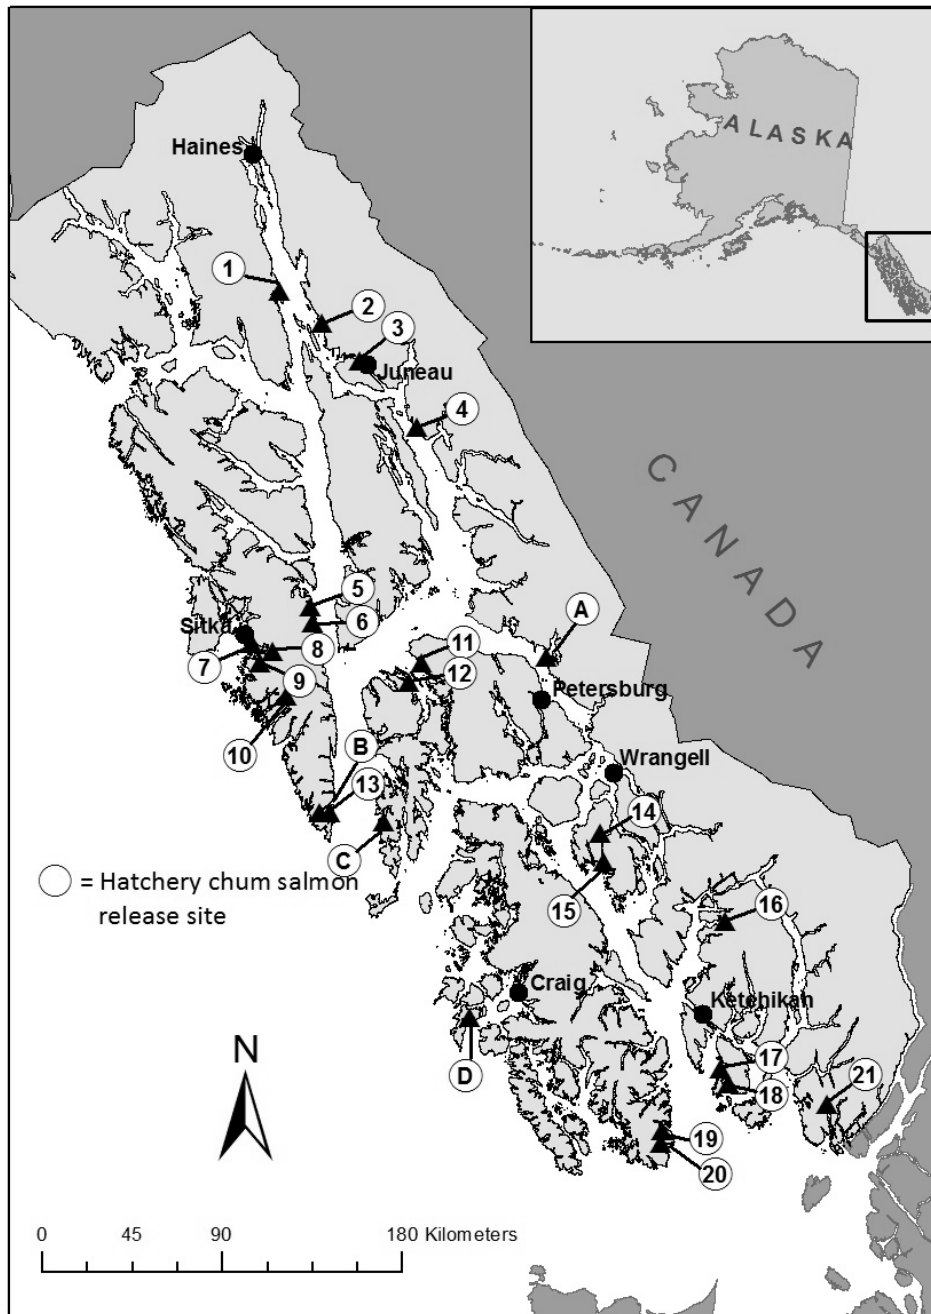 ALASKA
Haines
1
2
3
Juneau
4
CANADA
5
6
Sitka
7
8
9
10
11
12
A
Petersburg
B
13
C
Wrangell
14
15
= Hatchery chum salmon
release site
16
Craig
Ketchikan
D
17
18
21
19
20
N
0 45 90 180 Kilometers